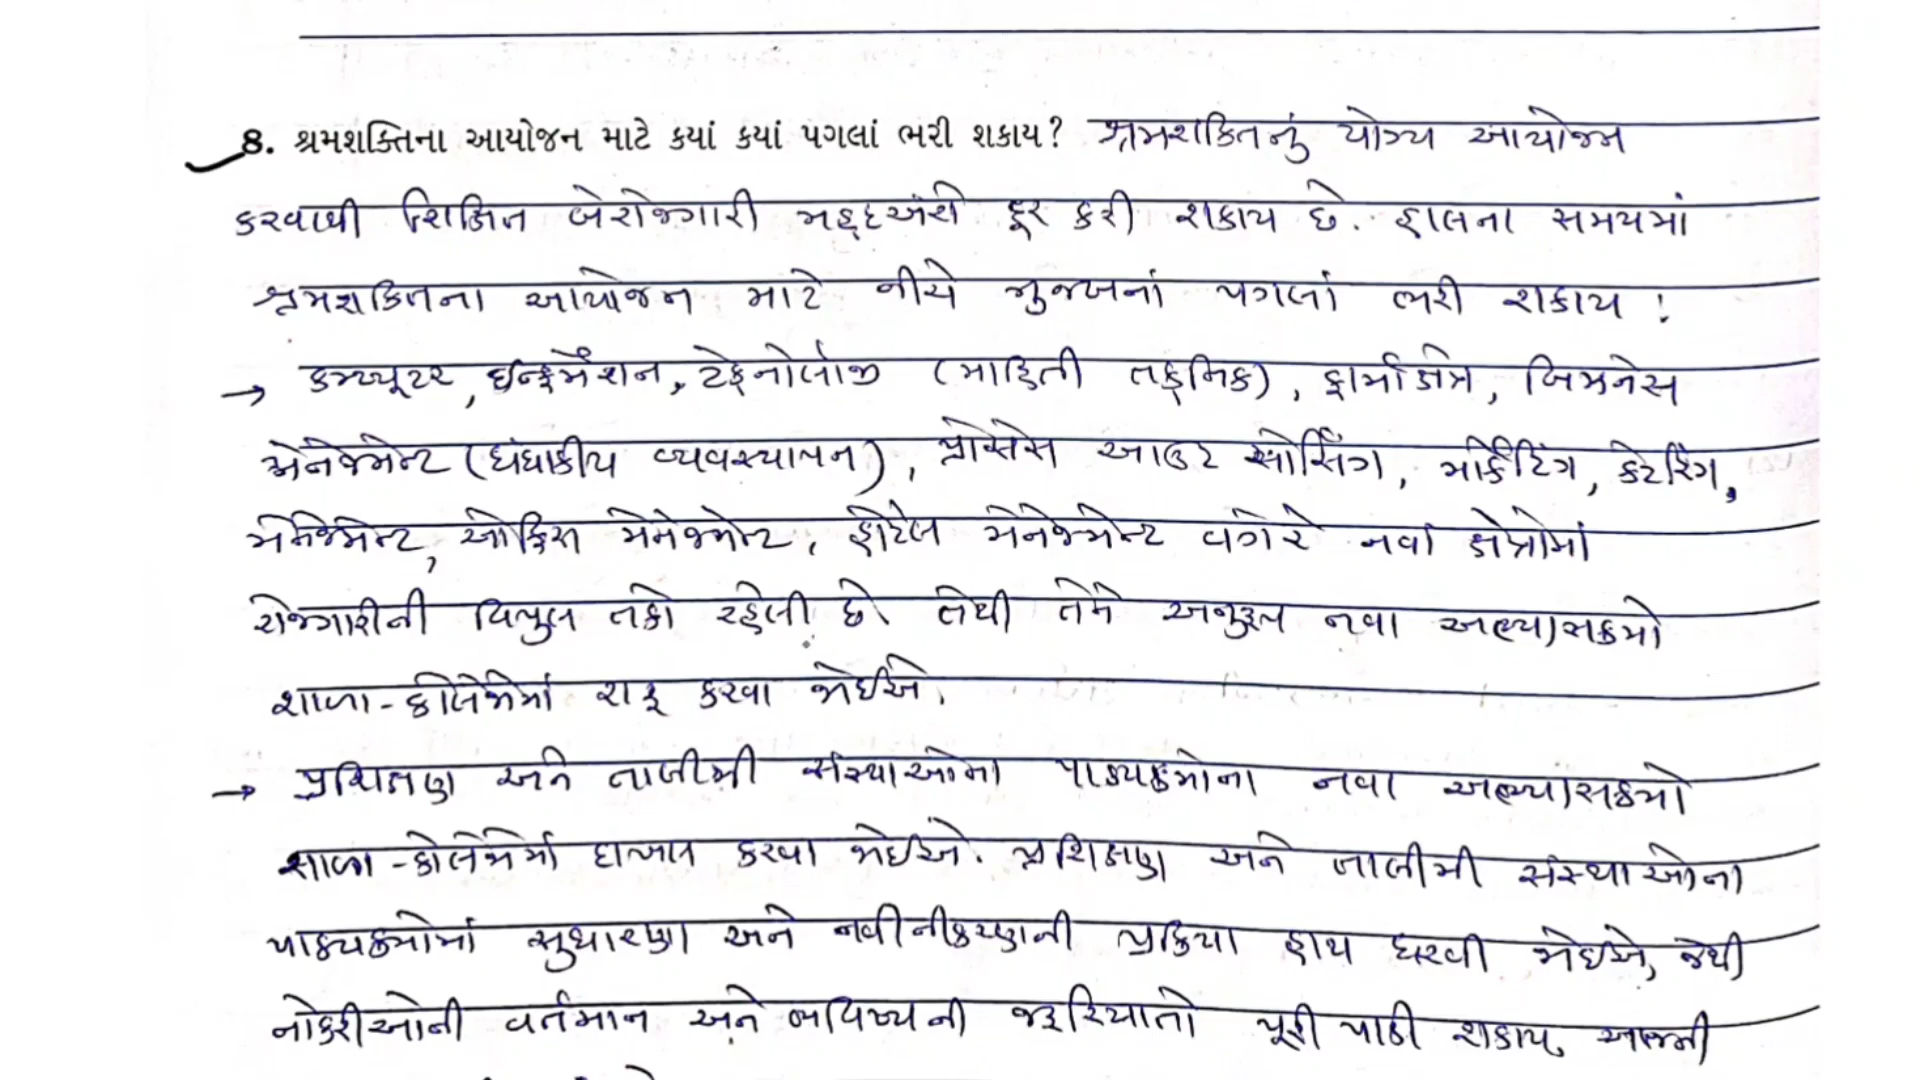 8. શ્રમશક્તિના આયોજન માટે કયાં કયાં પગલાં ભરી શકાય? શ્રમશક્તિનું યોગ્ય આયોજન
કરવાથી શિક્ષિત બેરોજગારી મહ્દ્અંશે દૂર કરી શકાય છે. હાલના સમયમાં
શ્રમશક્તિના આયોજન માટે નીચે મુજબનાં પગલાં ભરી શકાય :
→ કમ્પ્યૂટર, ઈન્ફર્મેશન, ટેક્નોલૉજી (માહિતી તક્નિક), ફાર્માક્ષેત્રે, બિઝનેસ
મેનેજમેન્ટ (ધંધાકીય વ્યવસ્થાપન), પ્રોસેસ આઉટ સોર્સિંગ, માર્કેટિંગ, કેટરિંગ,
મેનેજમેન્ટ, ઓફિસ મેનેજમેન્ટ, હોટેલ મેનેજમેન્ટ વગેરે નવાં ક્ષેત્રોમાં
રોજગારીની વિપુલ તકો રહેલી છે. તેથી તેને અનુરૂપ નવા અભ્યાસક્રમો
શાળા-કોલેજોમાં શરૂ કરવા જોઈએ.
→ પ્રશિક્ષણ અને તાલીમી સંસ્થાઓમાં પાઠ્યક્રમોના નવા અભ્યાસક્રમો
શાળા-કોલેજોમાં દાખલ કરવા જોઈએ. પ્રશિક્ષણ અને તાલીમી સંસ્થાઓના
પાઠ્યક્રમોમાં સુધારણા અને નવીનીકરણની પ્રક્રિયા હાથ ધરવી જોઈએ, જેથી
નોકરીઓની વર્તમાન અને ભવિષ્યની જરૂરિયાતો પૂરી પાડી શકાય. આજની